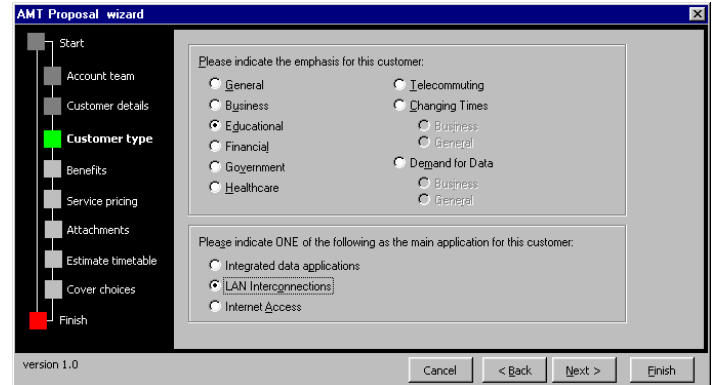 AMT Proposal wizard
Start
Account team
Customer details
Customer type
Benefits
Service pricing
Attachments
Estimate timetable
Cover choices
Finish
Please indicate the emphasis for this customer:
General
Business
Educational
Financial
Government
Healthcare
Telecommuting
Changing Times
Business
General
Demand for Data
Business
General
Please indicate ONE of the following as the main application for this customer:
Integrated data applications
LAN Interconnections
Internet Access
version 1.0
Cancel
< Back
Next >
Finish